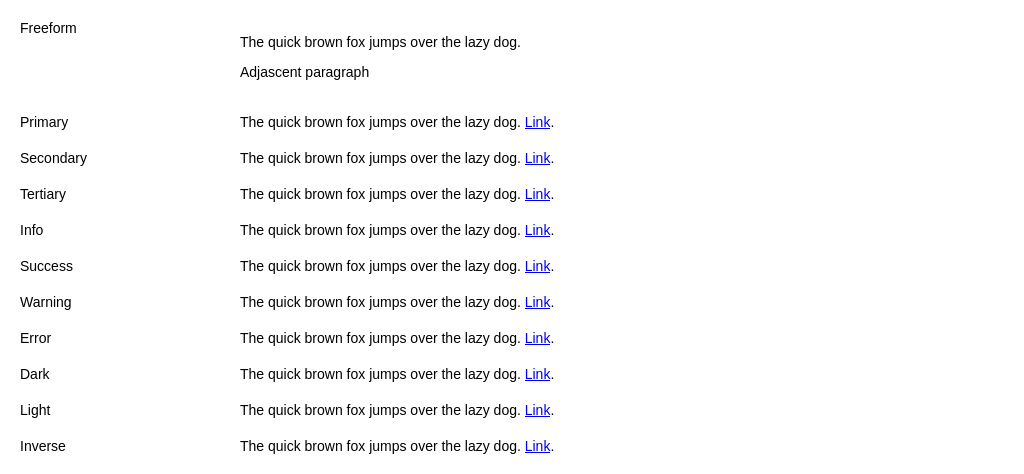 Freeform
The quick brown fox jumps over the lazy dog.
Adjascent paragraph
Primary The quick brown fox jumps over the lazy dog. Link.
Secondary The quick brown fox jumps over the lazy dog. Link.
Tertiary The quick brown fox jumps over the lazy dog. Link.
Info The quick brown fox jumps over the lazy dog. Link.
Success The quick brown fox jumps over the lazy dog. Link.
Warning The quick brown fox jumps over the lazy dog. Link.
Error The quick brown fox jumps over the lazy dog. Link.
Dark The quick brown fox jumps over the lazy dog. Link.
Light The quick brown fox jumps over the lazy dog. Link.
Inverse The quick brown fox jumps over the lazy dog. Link.